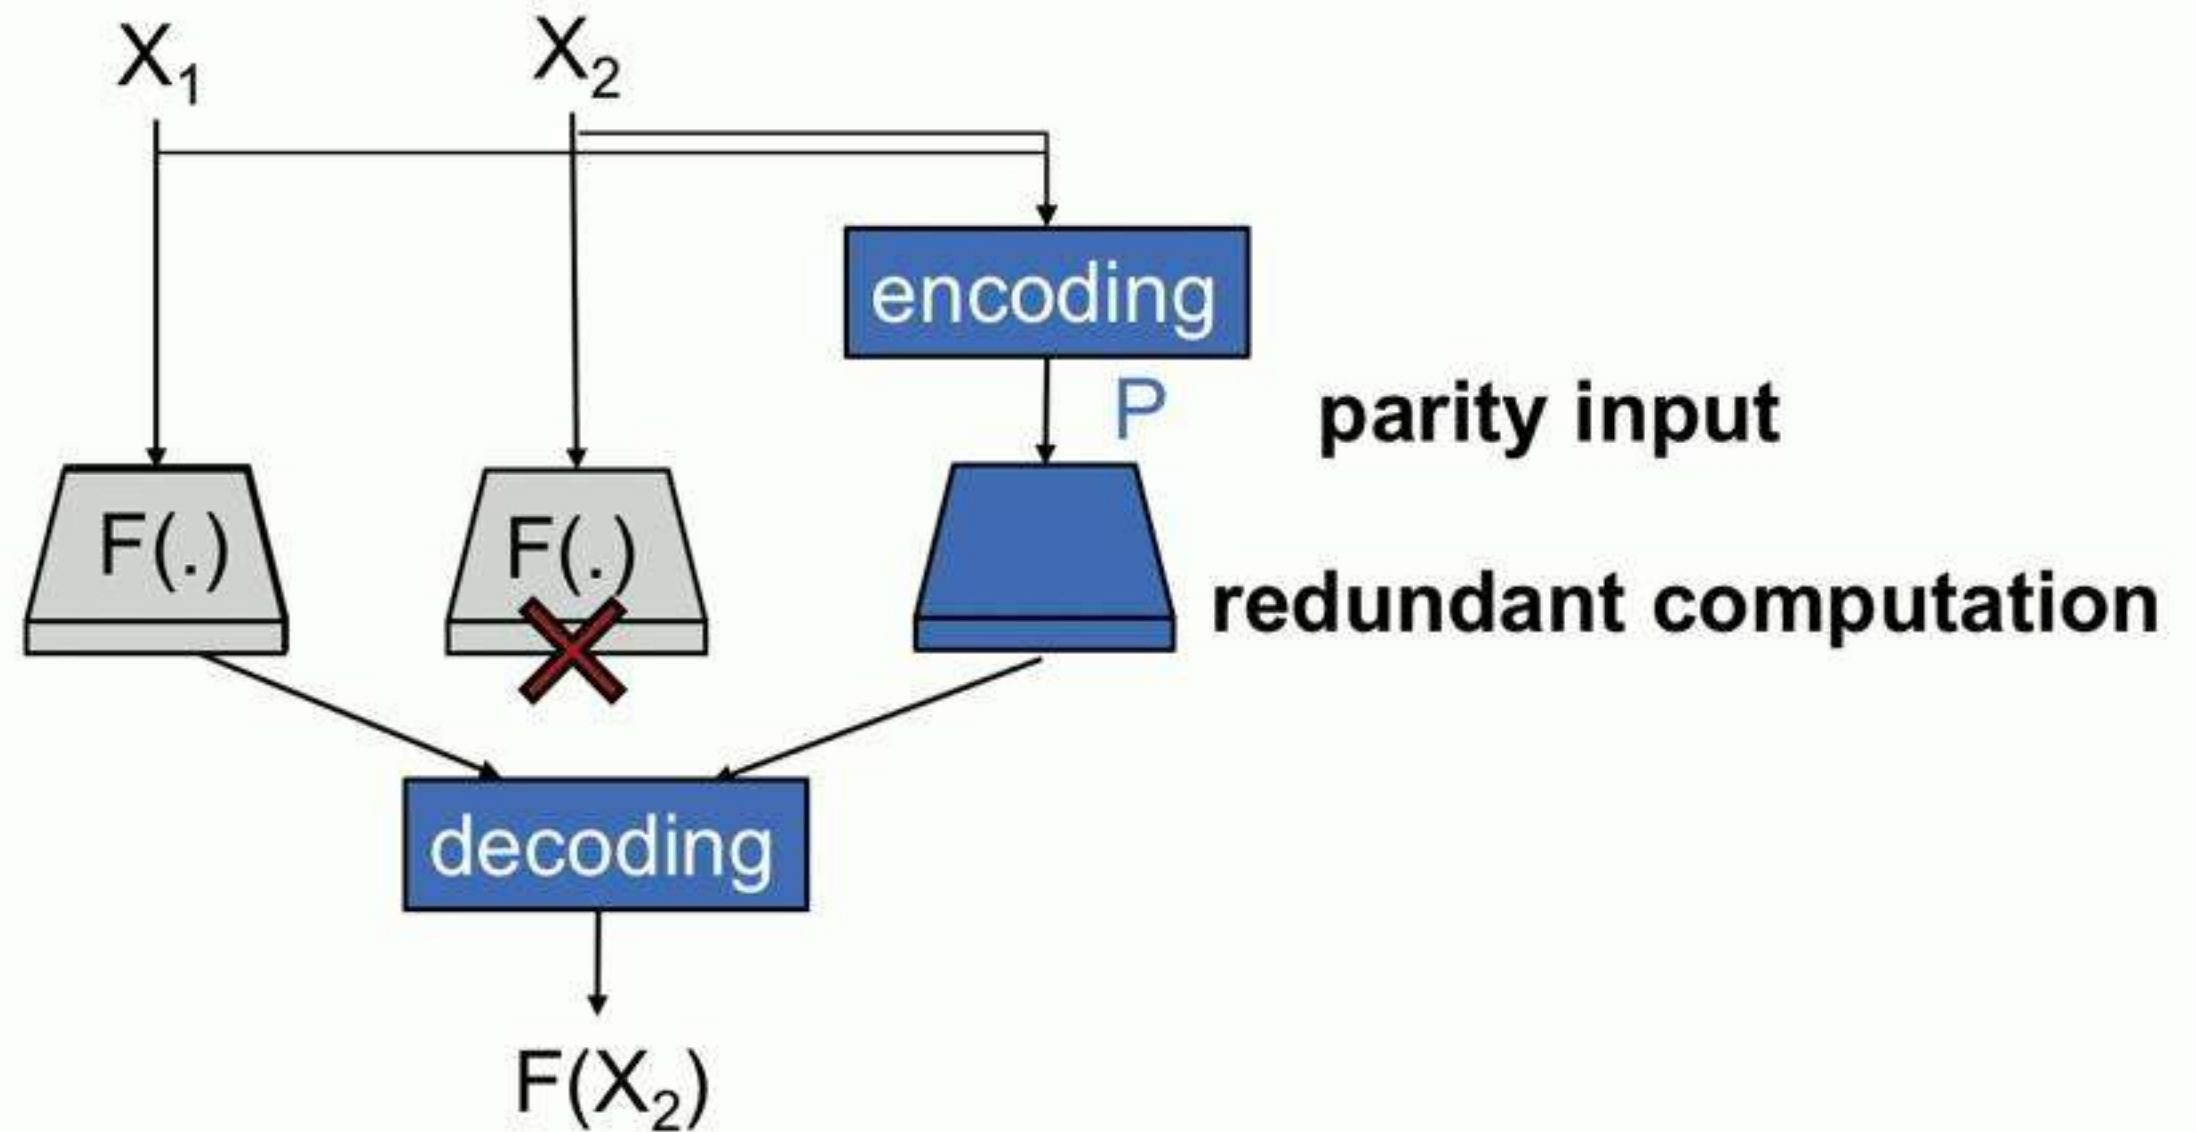 X₁
X₂
encoding
P
parity input
F(.)
F(.)
redundant computation
decoding
F(X₂)